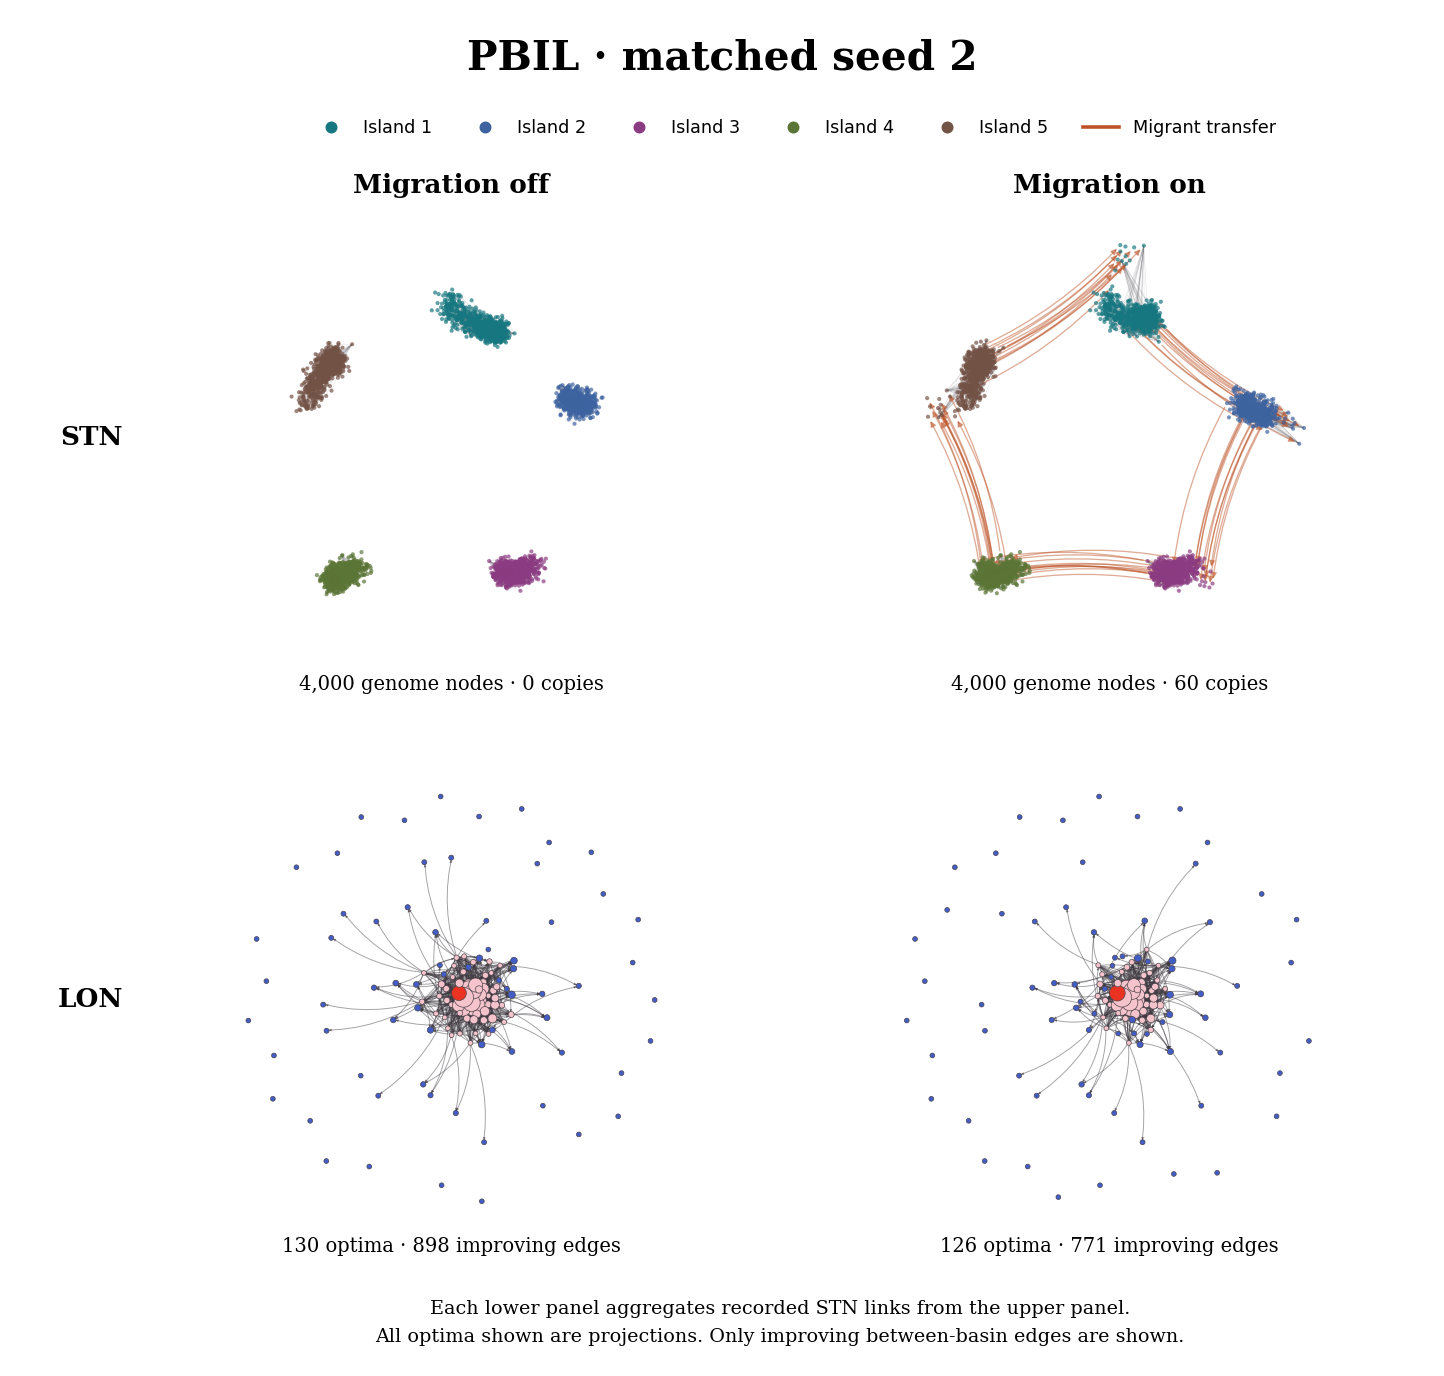 PBIL · matched seed 2
Island 1 Island 2 Island 3 Island 4 Island 5 Migrant transfer
Migration off Migration on
STN
4,000 genome nodes · 0 copies 4,000 genome nodes · 60 copies
LON
130 optima · 898 improving edges 126 optima · 771 improving edges
Each lower panel aggregates recorded STN links from the upper panel.
All optima shown are projections. Only improving between-basin edges are shown.